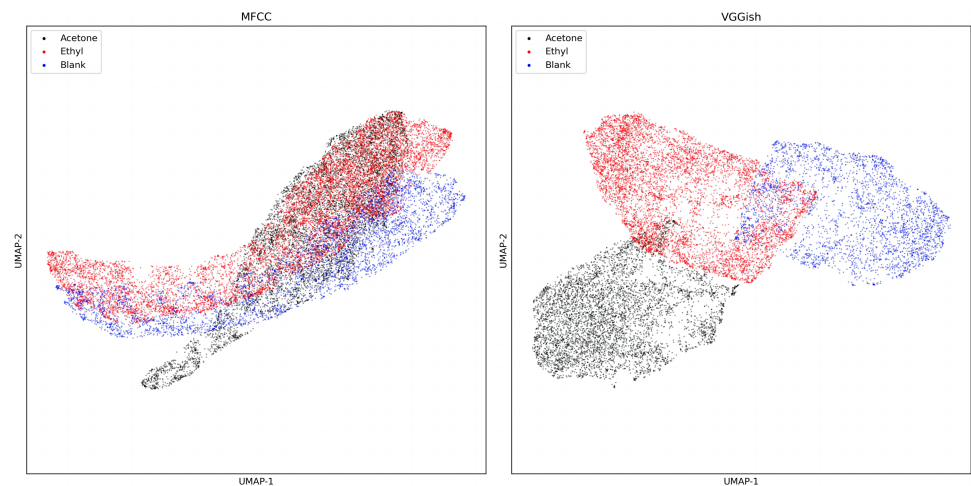 MFCC
Acetone
Ethyl
Blank
UMAP-2
UMAP-1
VGGish
Acetone
Ethyl
Blank
UMAP-2
UMAP-1